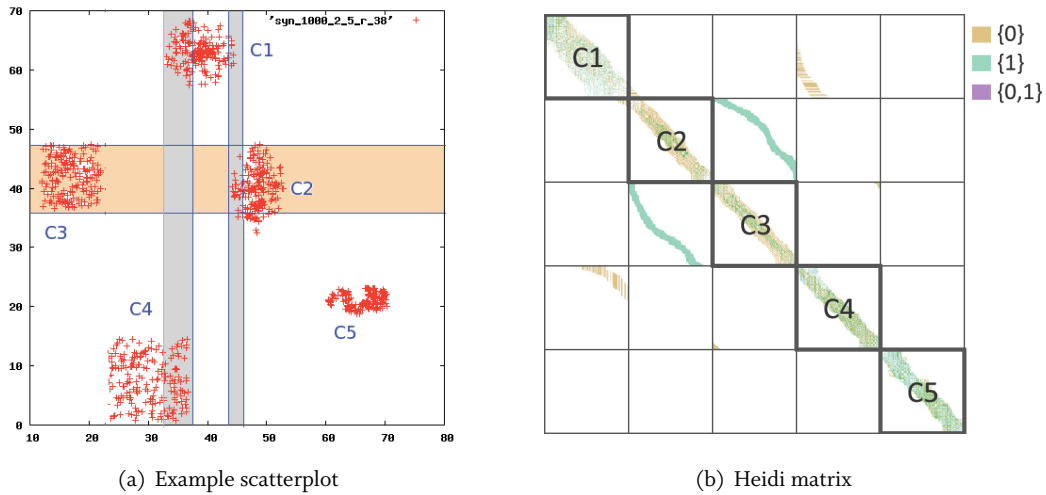 'syn_1000_2_5_r_38'
70
60
50
40
30
20
10
0
10 20 30 40 50 60 70 80
C1
C2
C3
C4
C5
(a) Example scatterplot
C1
C2
C3
C4
C5
{0}
{1}
{0,1}
(b) Heidi matrix